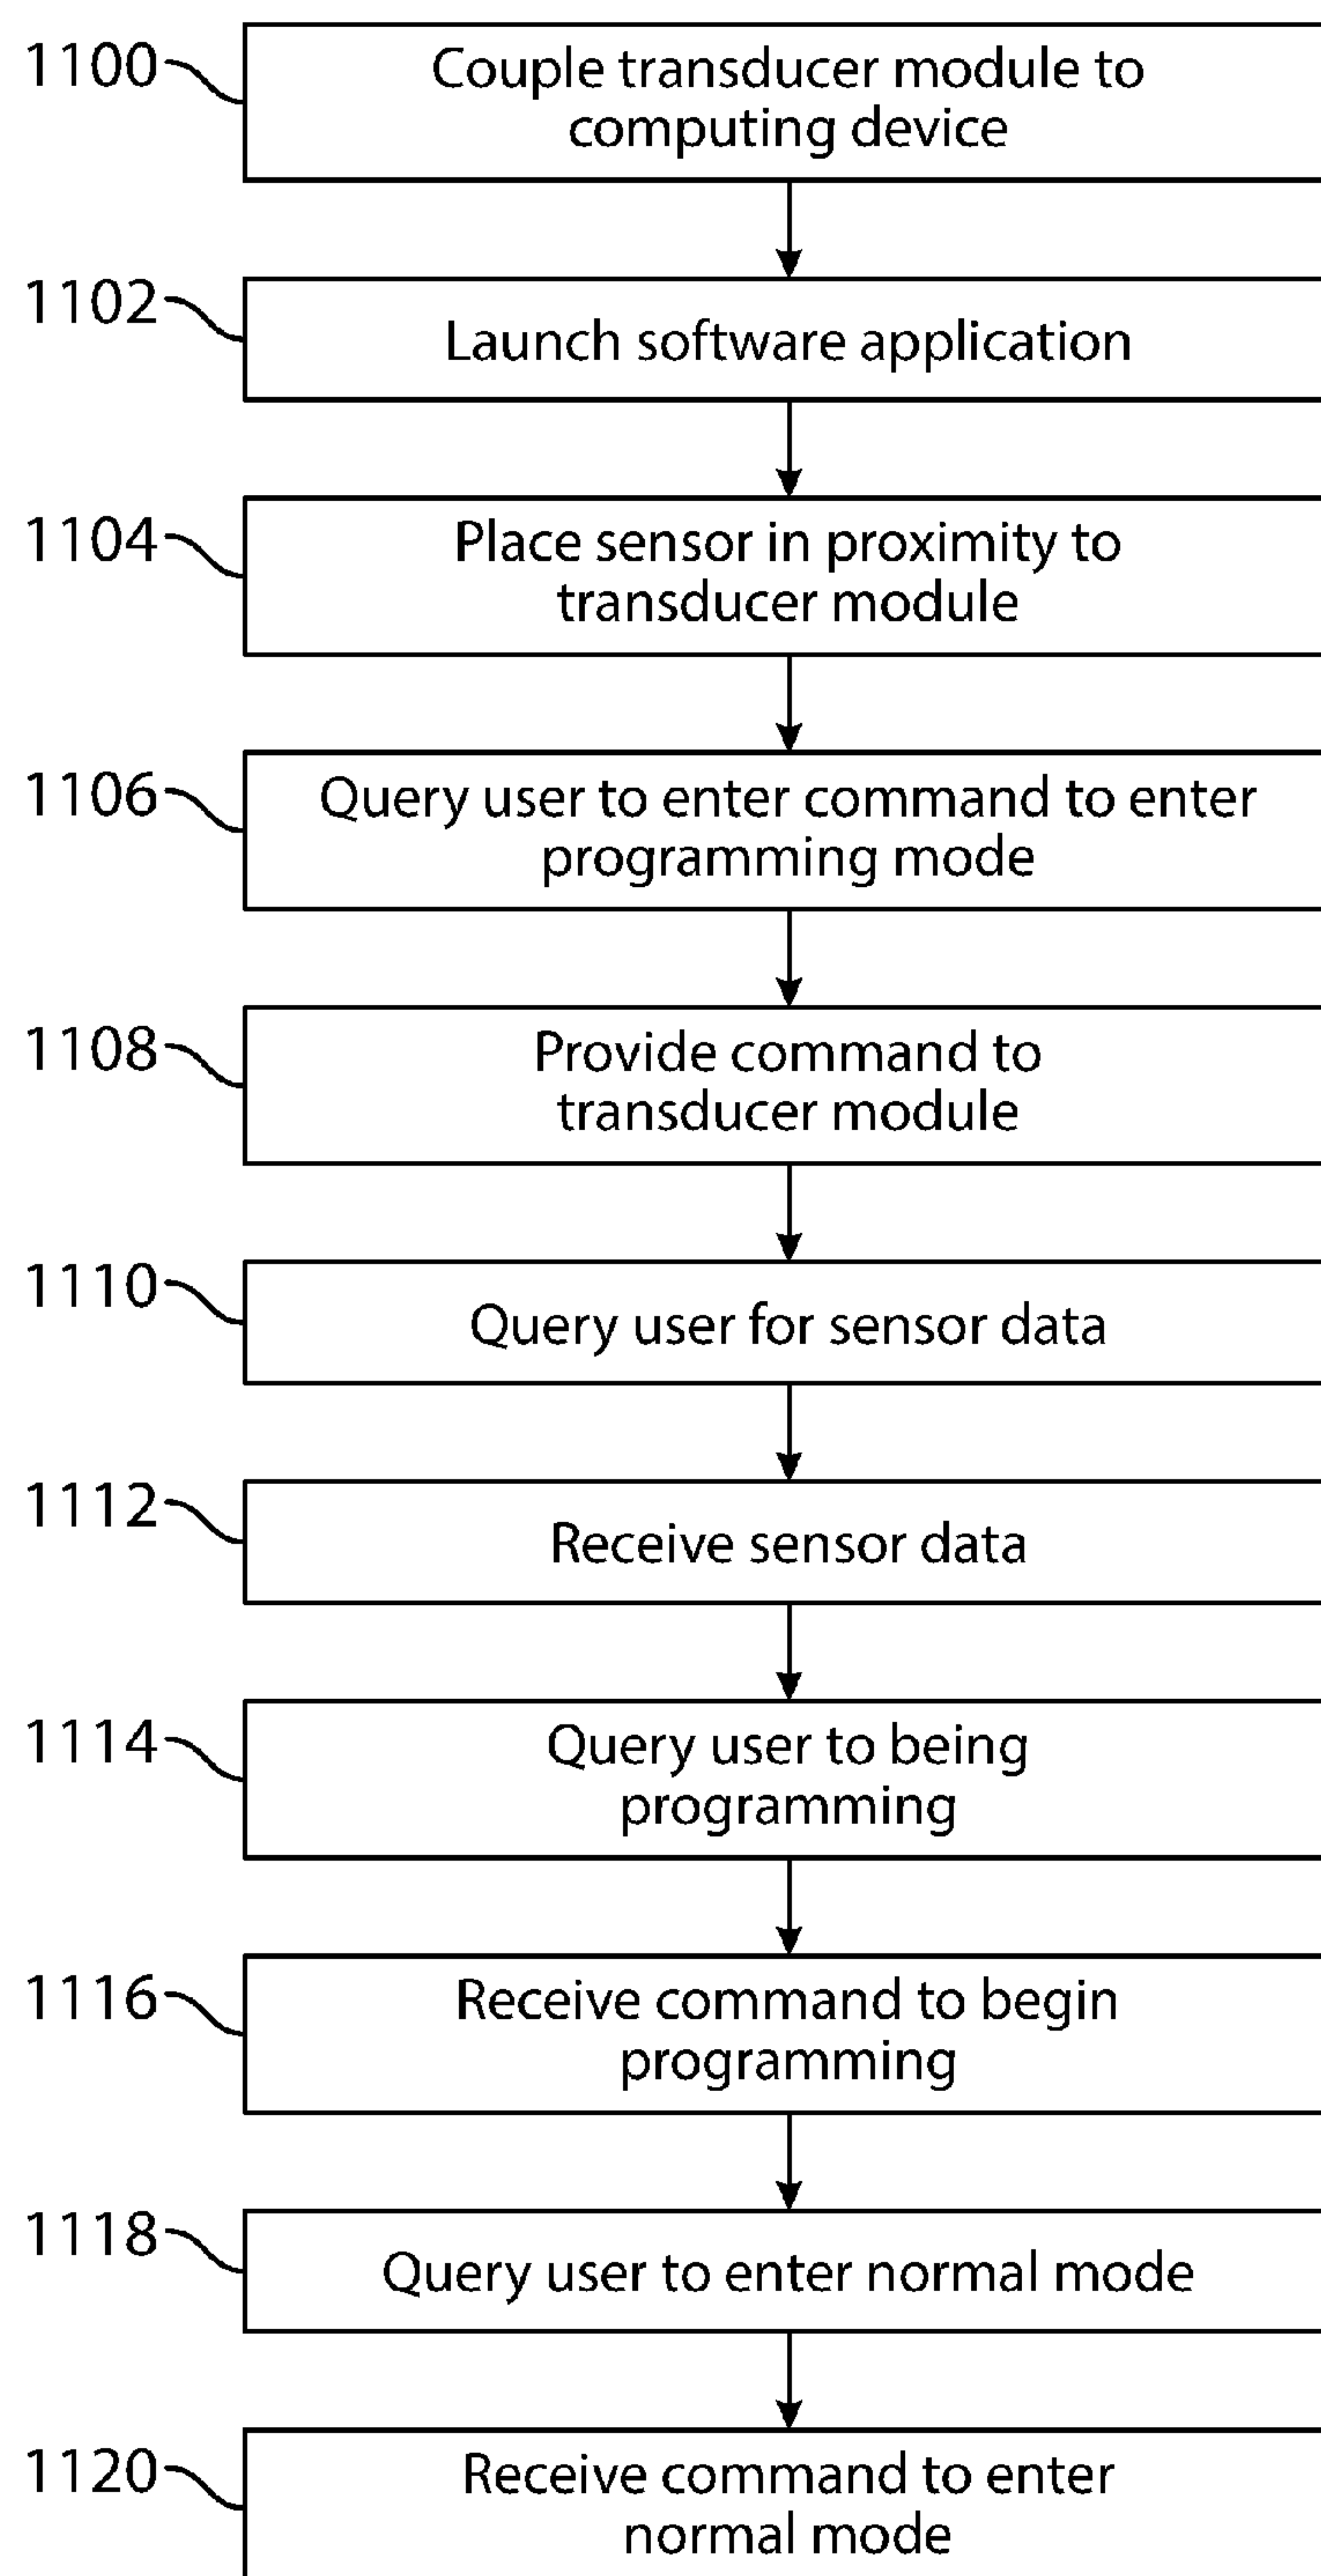 1100
Couple transducer module to
computing device
1102
Launch software application
1104
Place sensor in proximity to
transducer module
1106
Query user to enter command to enter
programming mode
1108
Provide command to
transducer module
1110
Query user for sensor data
1112
Receive sensor data
1114
Query user to being
programming
1116
Receive command to begin
programming
1118
Query user to enter normal mode
1120
Receive command to enter
normal mode